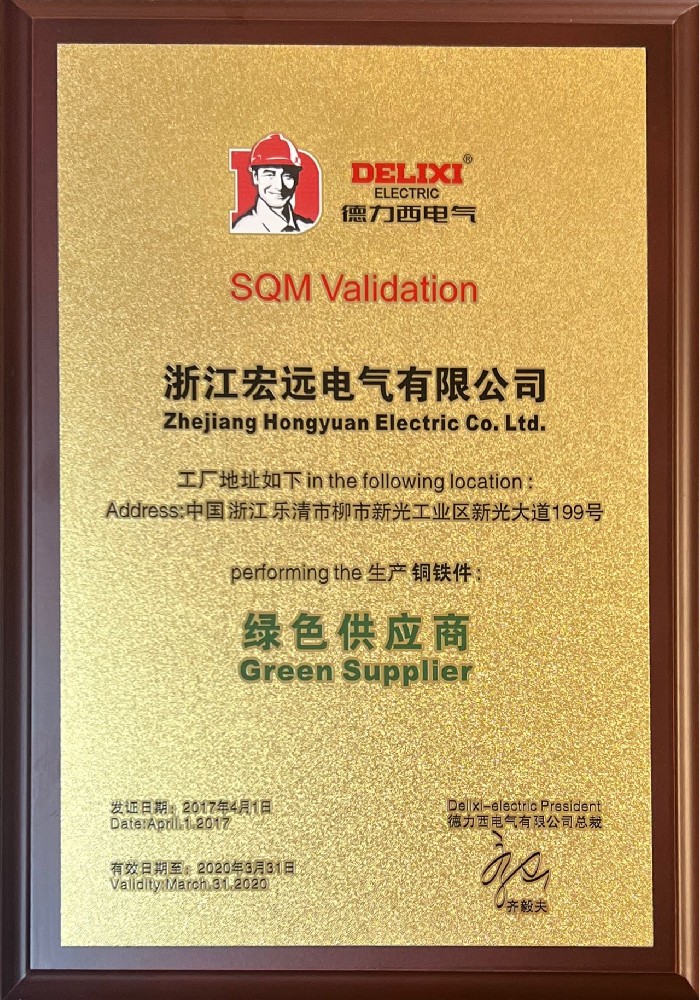 DELIXI®
ELECTRIC
德力西电气
SQM Validation
浙江宏远电气有限公司
Zhejiang Hongyuan Electric Co. Ltd.
工厂地址如下 in the following location :
Address:中国 浙江 乐清市柳市新光工业区新光大道199号
performing the 生产 铜铁件 :
绿色供应商
Green Supplier
发证日期：2017年4月1日
Date:April.1.2017
有效日期至：2020年3月31日
Validity:March.31.2020
Delixi-electric President
德力西电气有限公司总裁
齐毅夫